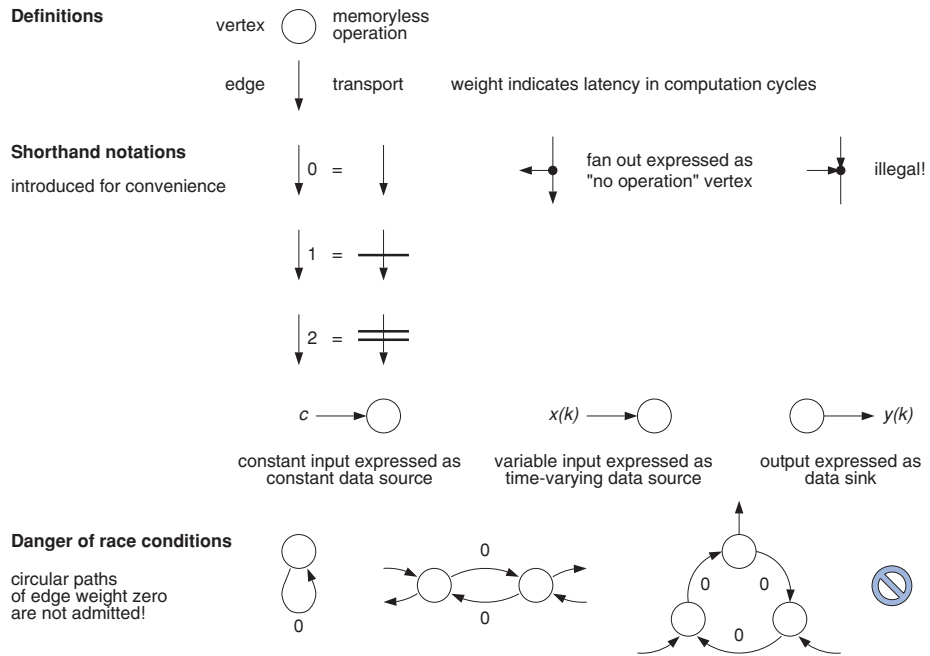 Definitions
vertex
memoryless
operation
edge
transport
weight indicates latency in computation cycles
Shorthand notations
introduced for convenience
0 =
fan out expressed as
"no operation" vertex
illegal!
1 =
2 =
c
x(k)
y(k)
constant input expressed as
constant data source
variable input expressed as
time-varying data source
output expressed as
data sink
Danger of race conditions
circular paths
of edge weight zero
are not admitted!
0
0
0
0
0
0